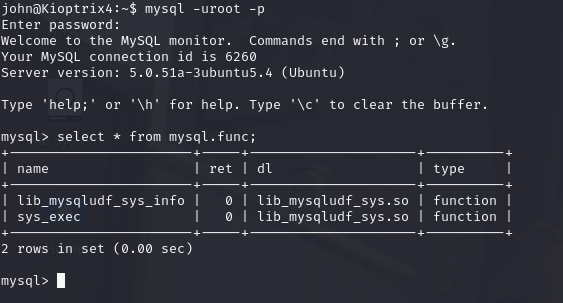 john@Kioptrix4:~$ mysql -uroot -p
Enter password:
Welcome to the MySQL monitor.  Commands end with ; or \g.
Your MySQL connection id is 6260
Server version: 5.0.51a-3ubuntu5.4 (Ubuntu)
Type 'help;' or '\h' for help. Type '\c' to clear the buffer.
mysql> select * from mysql.func;
+-----------------------+-----+---------------------+----------+
| name                  | ret | dl                  | type     |
+-----------------------+-----+---------------------+----------+
| lib_mysqludf_sys_info |   0 | lib_mysqludf_sys.so | function |
| sys_exec              |   0 | lib_mysqludf_sys.so | function |
+-----------------------+-----+---------------------+----------+
2 rows in set (0.00 sec)
mysql>